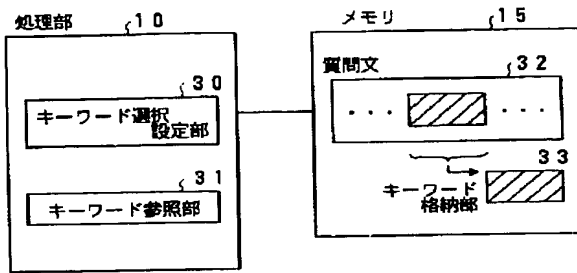 処理部
10
30
キーワード選択
設定部
31
キーワード参照部
メモリ
15
質問文
32
・・・
・・・
33
キーワード
格納部